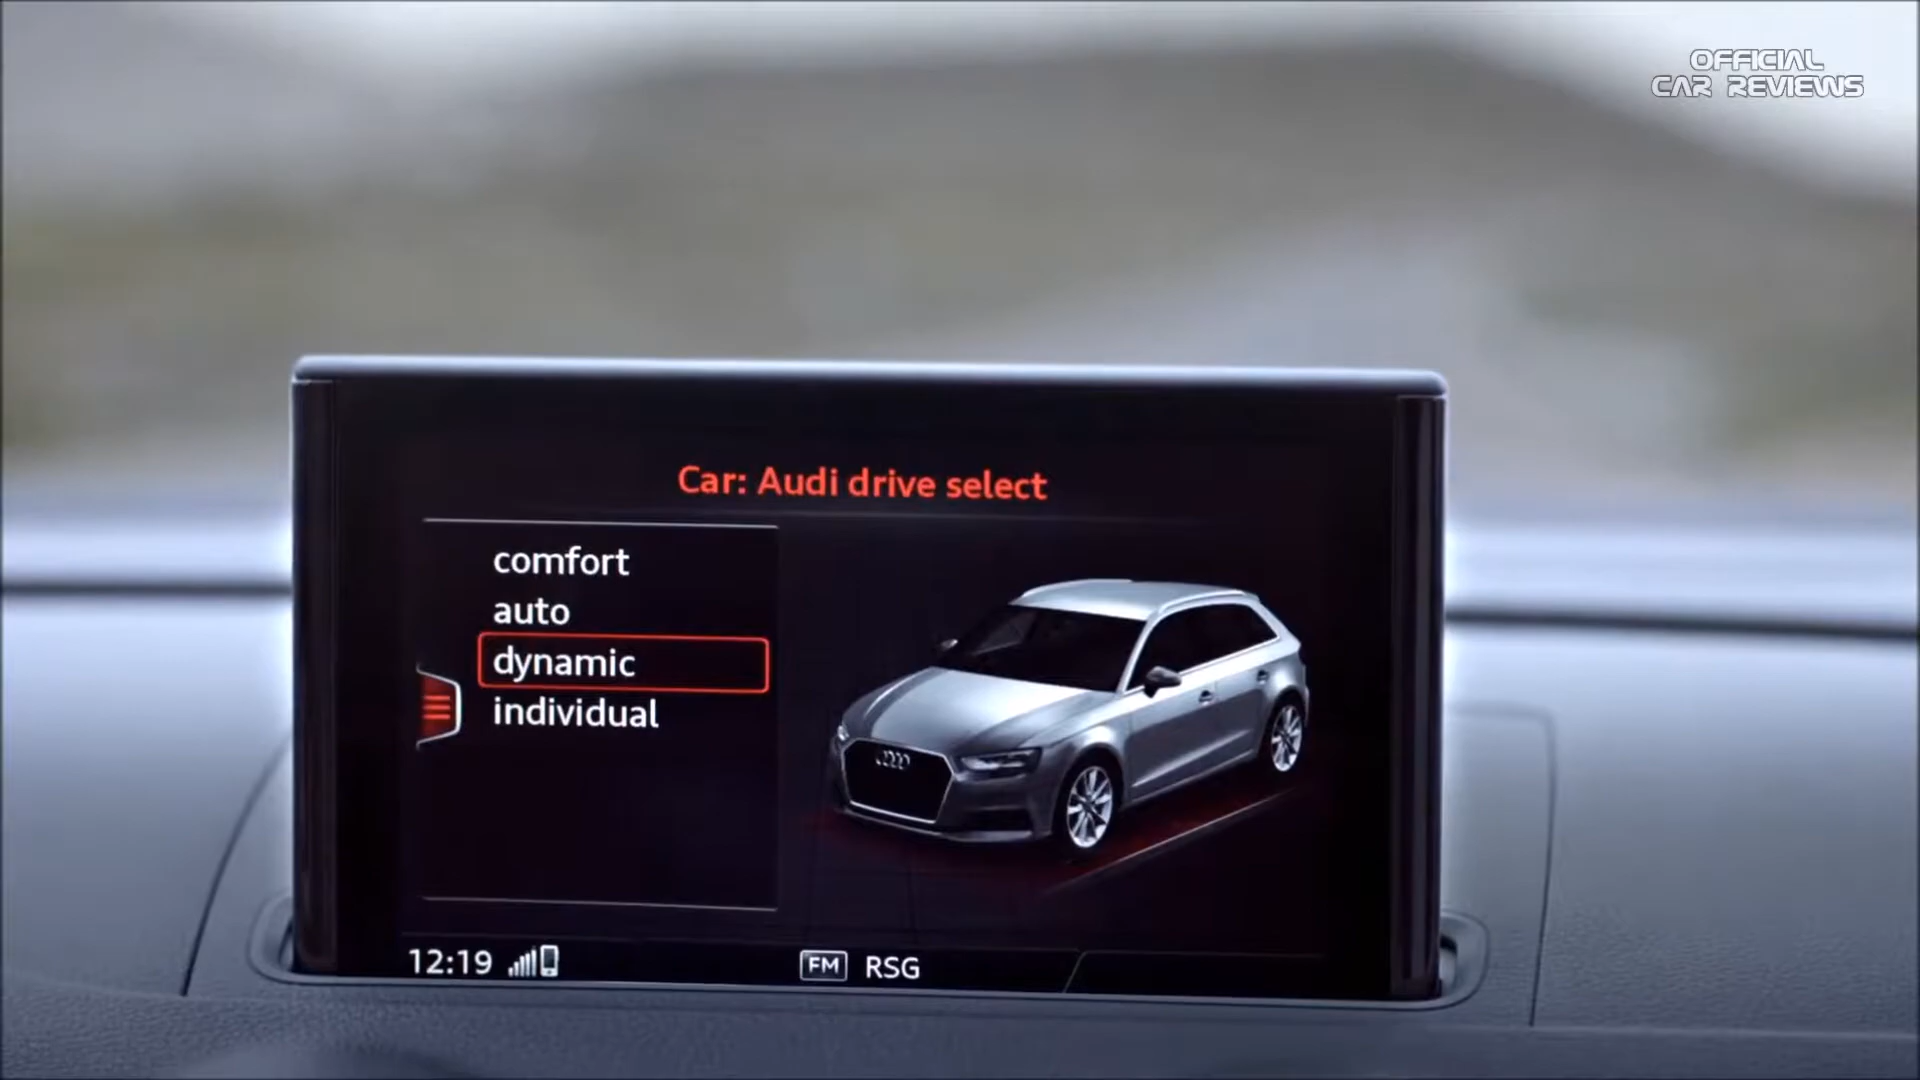 OFFICIAL
CAR REVIEWS
Car: Audi drive select
comfort
auto
dynamic
individual
12:19
FM RSG